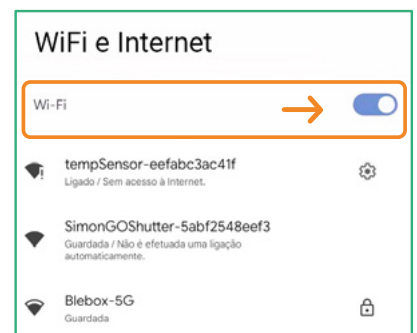 WiFi e Internet
Wi-Fi
tempSensor-eefabc3ac41f
Ligado / Sem acesso à Internet.
SimonGOShutter-5abf2548eef3
Guardada / Não é efetuada uma ligação
automaticamente.
Blebox-5G
Guardada